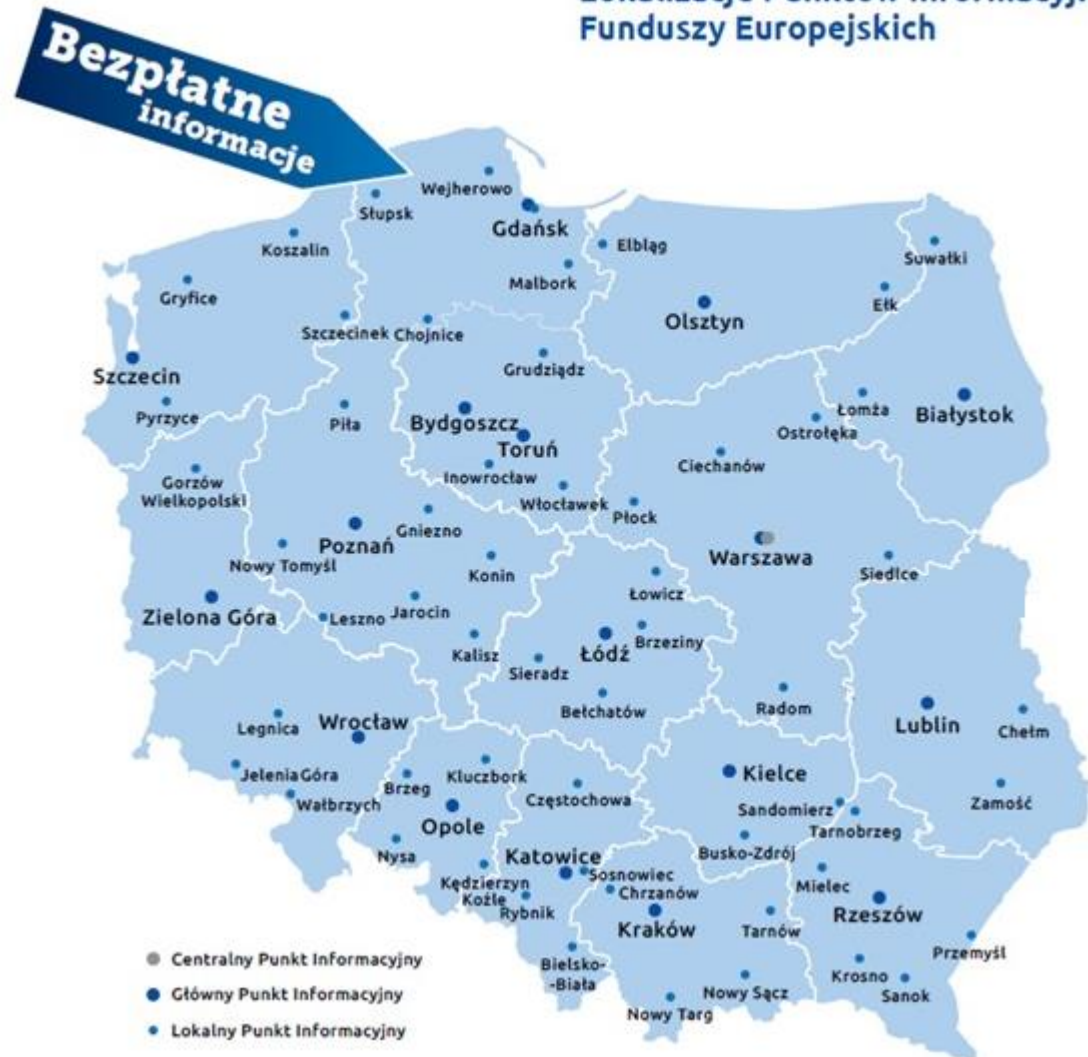 Funduszy Europejskich
Bezpłatne
informacje
Wejherowo
Słupsk
Gdańsk
Koszalin
Elbląg
Suwałki
Malbork
Gryfice
Ełk
Olsztyn
Szczecinek
Chojnice
Grudziądz
Szczecin
Pyrzyce
Piła
Bydgoszcz
Łomża
Białystok
Ostrołęka
Toruń
Ciechanów
Inowrocław
Gorzów
Wielkopolski
Włocławek
Płock
Gniezno
Poznań
Warszawa
Nowy Tomyśl
Konin
Siedlce
Łowicz
Zielona Góra
Leszno
Jarocin
Brzeziny
Kalisz
Łódź
Sieradz
Bełchatów
Radom
Legnica
Wrocław
Lublin
Chełm
JeleniaGóra
Brzeg
Kluczbork
Kielce
Wałbrzych
Częstochowa
Sandomierz
Zamość
Opole
Tarnobrzeg
Nysa
Katowice
Busko-Zdrój
Sosnowiec
Kędzierzyn
Koźle
Chrzanów
Mielec
Rybnik
Kraków
Tarnów
Rzeszów
Przemyśl
Bielsko-
-Biała
Krosno
Nowy Sącz
Sanok
Nowy Targ
Centralny Punkt Informacyjny
Główny Punkt Informacyjny
Lokalny Punkt Informacyjny